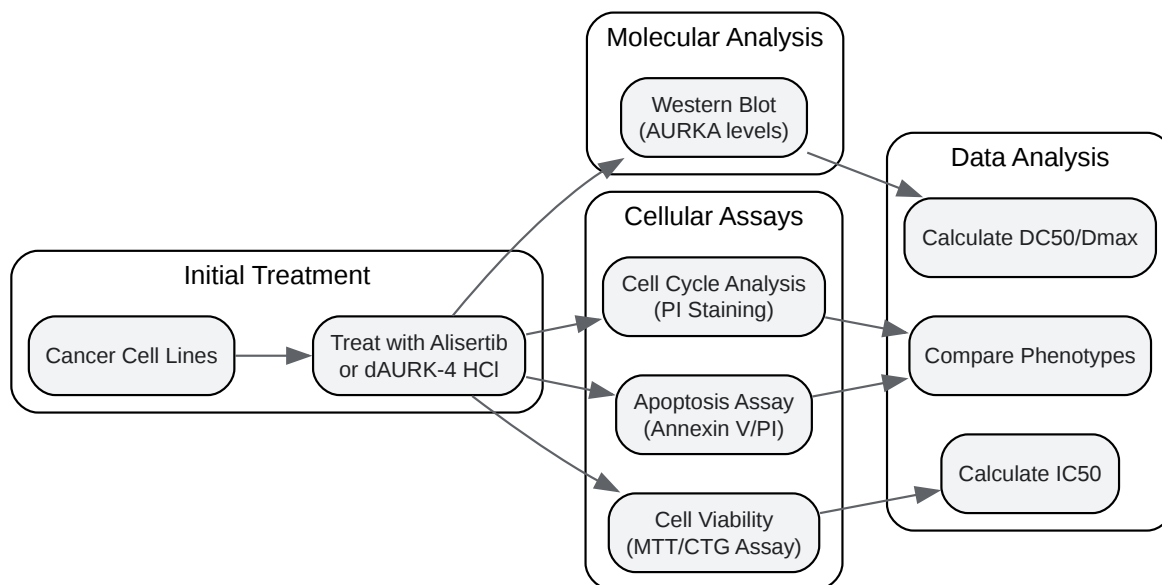 Initial Treatment
Cancer Cell Lines
Treat with Alisertib
or dAURK-4 HCl
Molecular Analysis
Western Blot
(AURKA levels)
Cellular Assays
Cell Cycle Analysis
(PI Staining)
Apoptosis Assay
(Annexin V/PI)
Cell Viability
(MTT/CTG Assay)
Data Analysis
Calculate DC50/Dmax
Compare Phenotypes
Calculate IC50